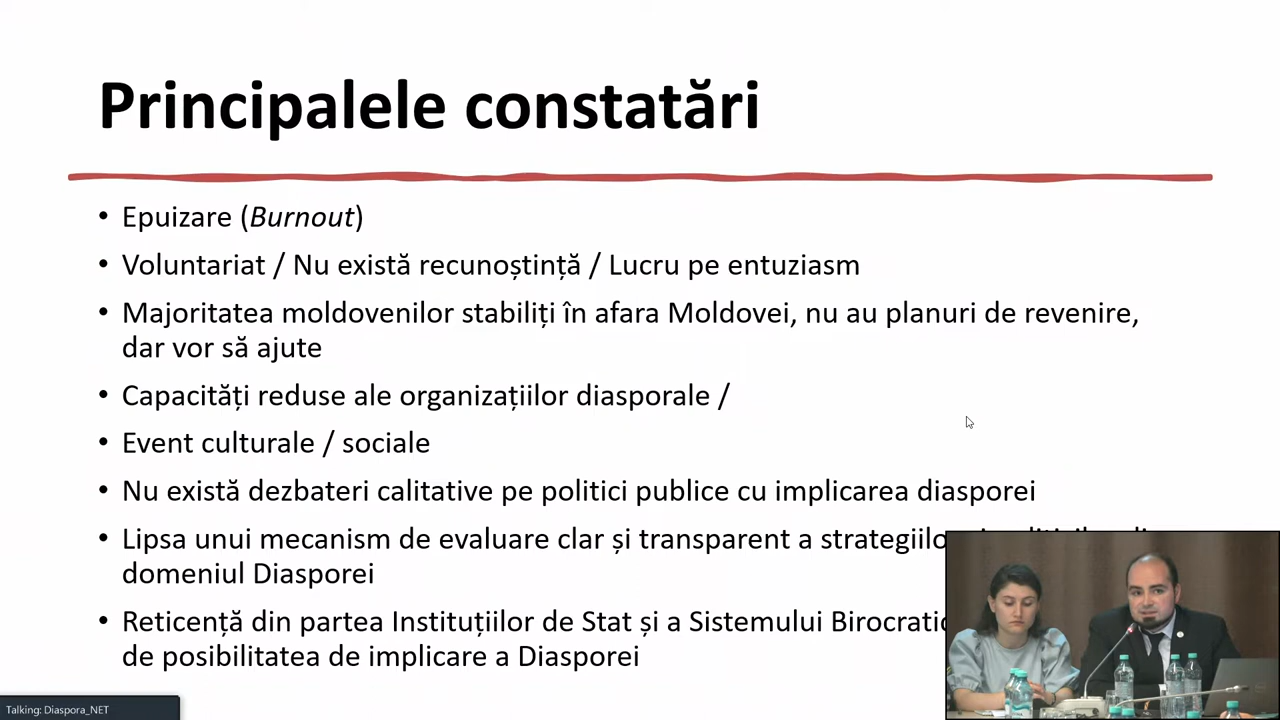 Principalele constatări
• Epuizare (Burnout)
• Voluntariat / Nu există recunoștință / Lucru pe entuziasm
• Majoritatea moldovenilor stabiliți în afara Moldovei, nu au planuri de revenire,
dar vor să ajute
• Capacități reduse ale organizațiilor diasporale /
• Event culturale / sociale
• Nu există dezbateri calitative pe politici publice cu implicarea diasporei
• Lipsa unui mecanism de evaluare clar și transparent a
domeniul Diasporei
• Reticență din partea Instituțiilor de Stat și a Sistemului
de posibilitatea de implicare a Diasporei
Talking: Diaspora_NET